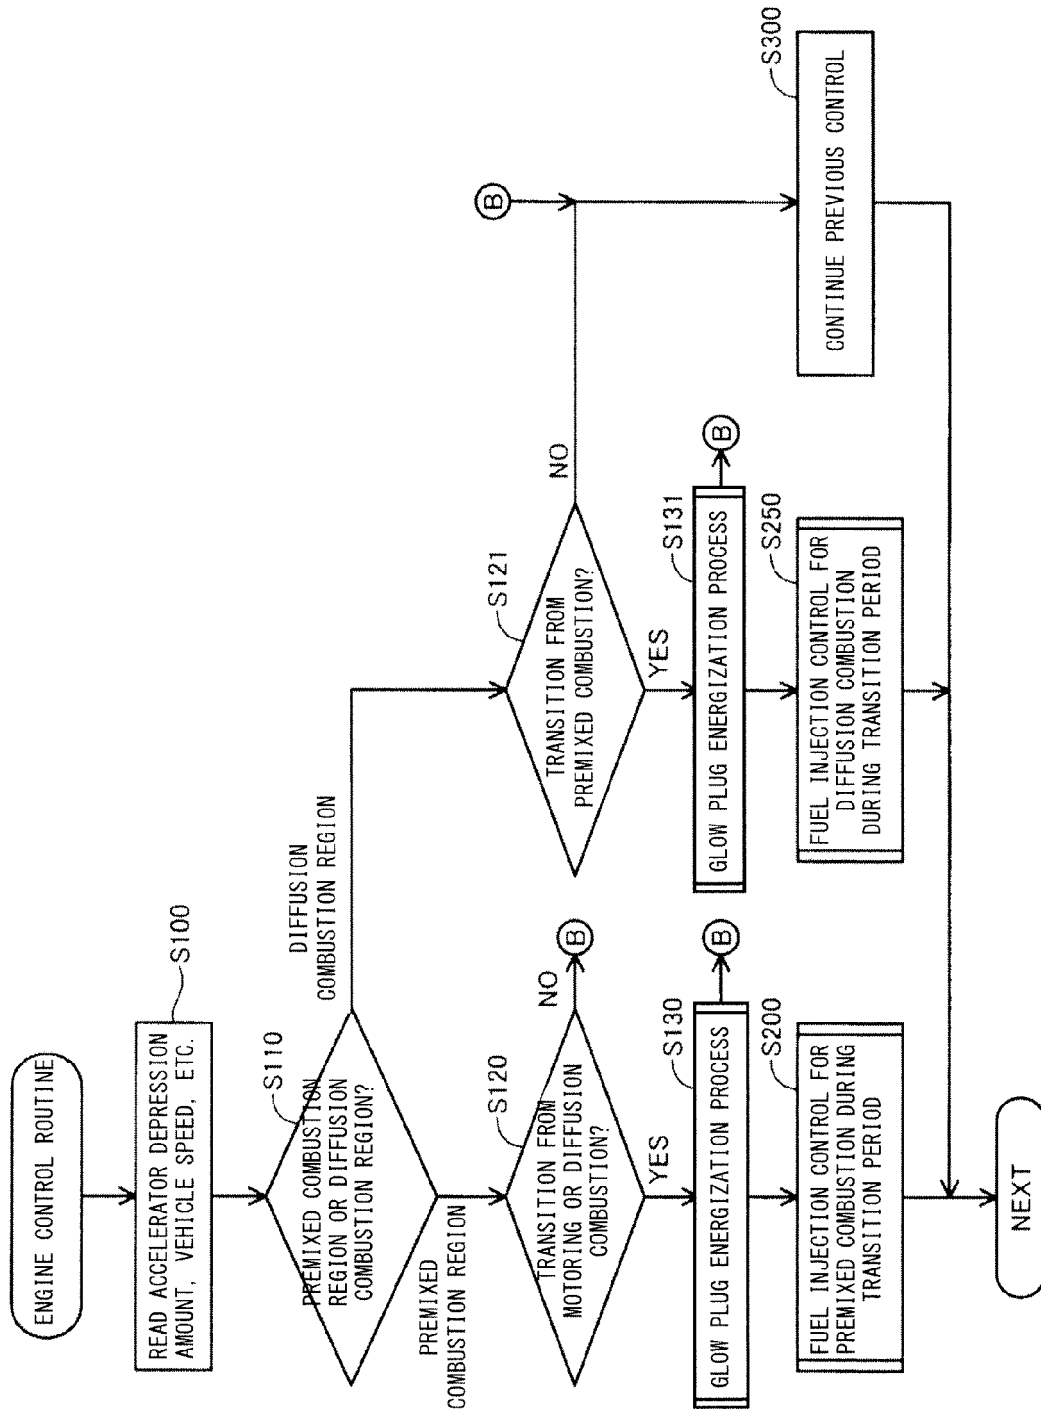 ENGINE CONTROL ROUTINE
S100
READ ACCELERATOR DEPRESSION
AMOUNT, VEHICLE SPEED, ETC.
S110
PREMIXED COMBUSTION
REGION OR DIFFUSION
COMBUSTION REGION?
DIFFUSION
COMBUSTION REGION
PREMIXED
COMBUSTION REGION
S120
TRANSITION FROM
MOTORING OR DIFFUSION
COMBUSTION?
NO
B
YES
S130
GLOW PLUG ENERGIZATION PROCESS
B
S200
FUEL INJECTION CONTROL FOR
PREMIXED COMBUSTION DURING
TRANSITION PERIOD
S121
TRANSITION FROM
PREMIXED COMBUSTION?
NO
YES
S131
GLOW PLUG ENERGIZATION PROCESS
B
S250
FUEL INJECTION CONTROL FOR
DIFFUSION COMBUSTION
DURING TRANSITION PERIOD
B
S300
CONTINUE PREVIOUS CONTROL
NEXT